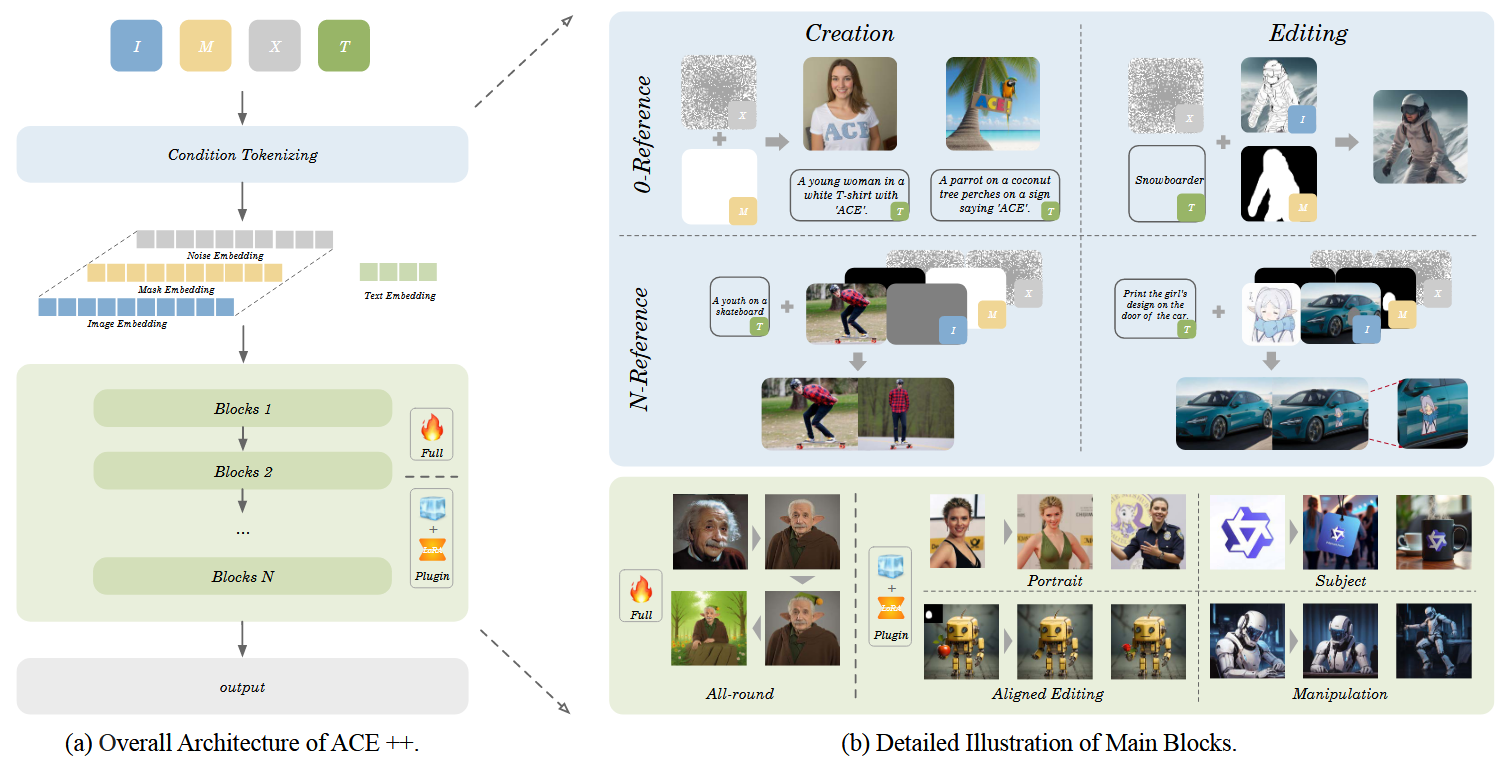 I M X T
Condition Tokenizing
Noise Embedding
Mask Embedding
Image Embedding
Text Embedding
Blocks 1
Blocks 2
...
Blocks N
Full
+
LoRA
Plugin
output
(a) Overall Architecture of ACE ++.
Creation
Editing
0-Reference
X
+
M
ACE
A young woman in a
white T-shirt with
'ACE'.
T
ACE
A parrot on a coconut
tree perches on a sign
saying 'ACE'.
T
X
+
I
Snowboarder
T
M
N-Reference
A youth on a
skateboard
T
+
I
M
X
Print the girl's
design on the
door of the car.
T
+
I
M
X
Full
All-round
+
LoRA
Plugin
Portrait
Subject
Aligned Editing
Manipulation
(b) Detailed Illustration of Main Blocks.